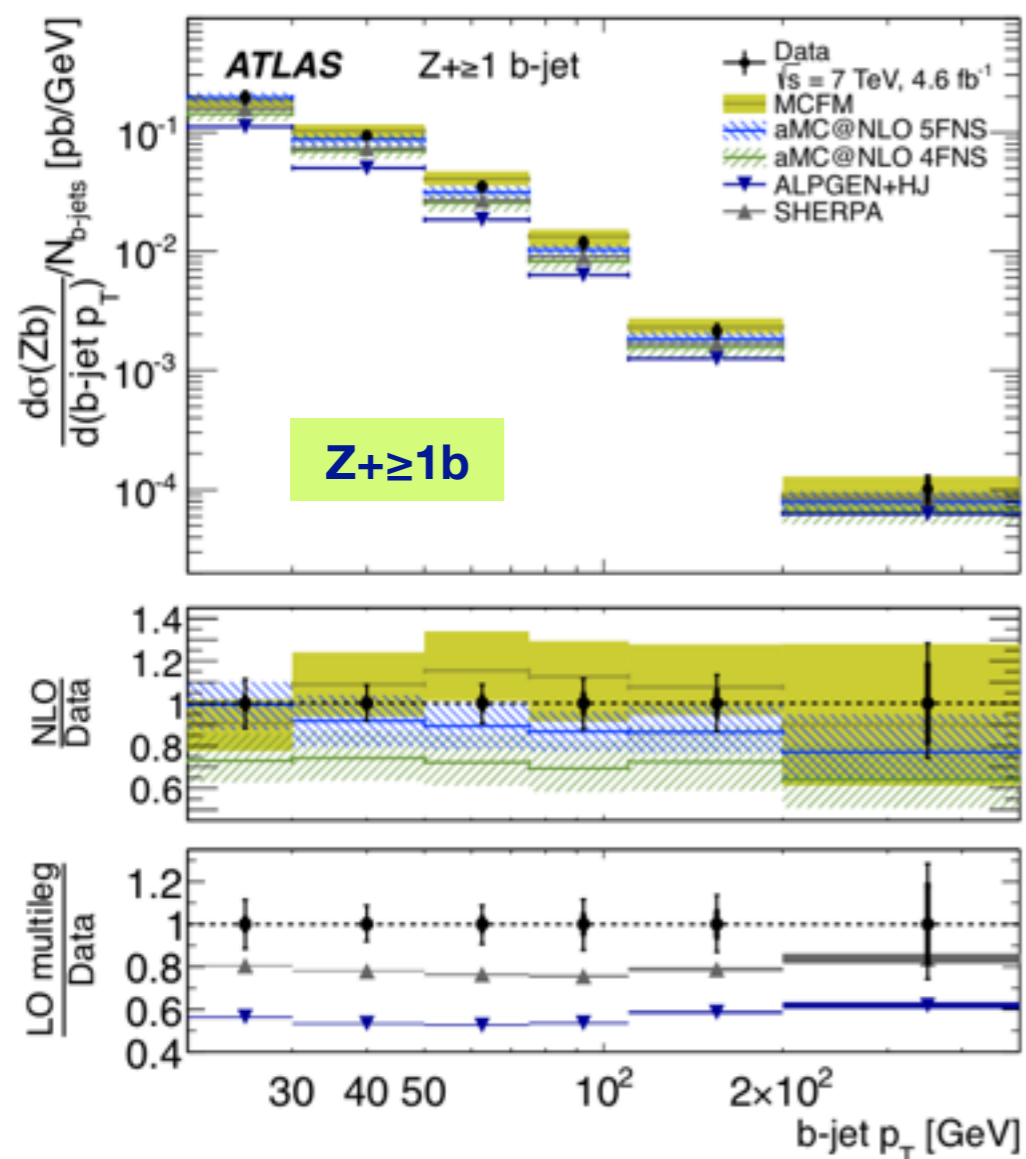 ATLAS Z+≥1 b-jet
Data
√s = 7 TeV, 4.6 fb⁻¹
MCFM
aMC@NLO 5FNS
aMC@NLO 4FNS
ALPGEN+HJ
SHERPA
dσ(Zb)
d(b-jet p_T)
/N_b-jets [pb/GeV]
10⁻¹
10⁻²
10⁻³
10⁻⁴
Z+≥1b
NLO
Data
1.4
1.2
1
0.8
0.6
LO multileg
Data
1.2
1
0.8
0.6
0.4
30 40 50 10² 2×10²
b-jet p_T [GeV]